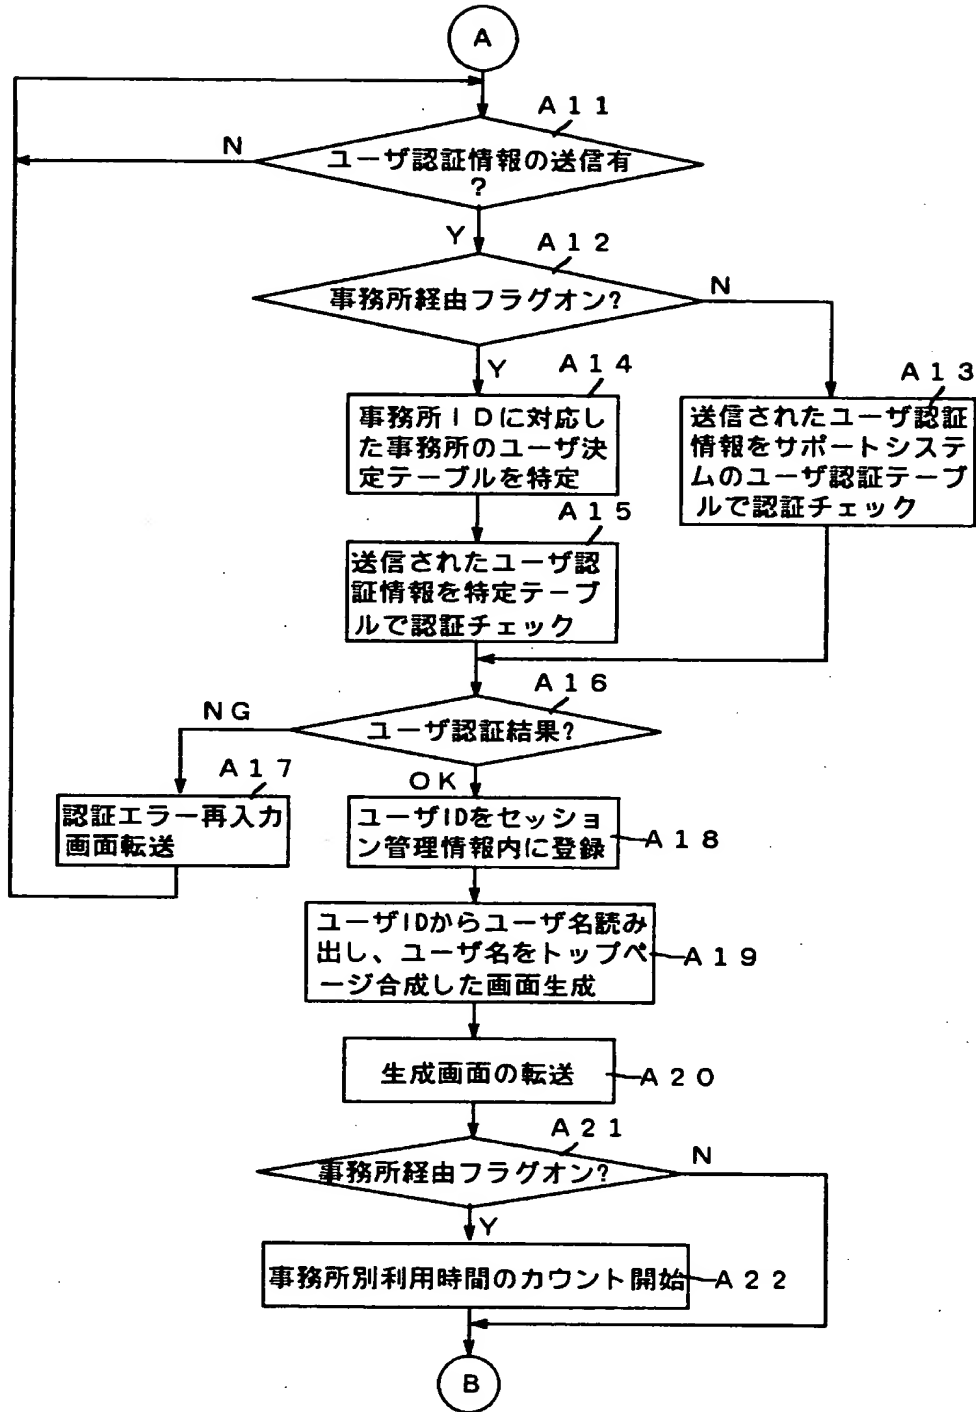 A
A11
N
ユーザ認証情報の送信有
?
Y
A12
事務所経由フラグオン?
N
Y
A14
A13
事務所IDに対応し
た事務所のユーザ決
定テーブルを特定
送信されたユーザ認証
情報をサポートシステ
ムのユーザ認証テーブ
ルで認証チェック
A15
送信されたユーザ認
証情報を特定テーブ
ルで認証チェック
A16
NG
ユーザ認証結果?
OK
A17
認証エラー再入力
画面転送
ユーザIDをセッショ
ン管理情報内に登録
A18
ユーザIDからユーザ名読み
出し、ユーザ名をトップペ
ージ合成した画面生成
A19
生成画面の転送
A20
A21
事務所経由フラグオン?
N
Y
事務所別利用時間のカウント開始
A22
B